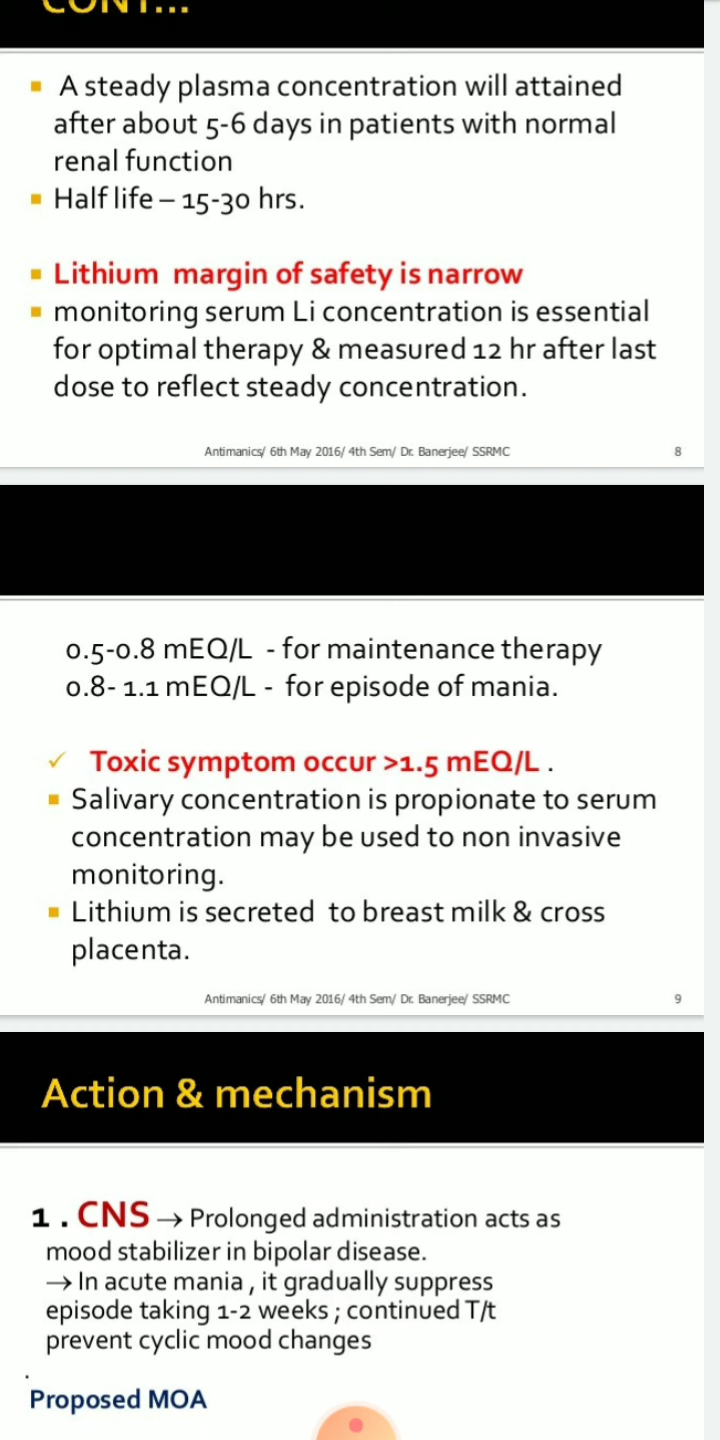 CONT...
A steady plasma concentration will attained
after about 5-6 days in patients with normal
renal function
Half life – 15-30 hrs.
Lithium margin of safety is narrow
monitoring serum Li concentration is essential
for optimal therapy & measured 12 hr after last
dose to reflect steady concentration.
Antimanics/ 6th May 2016/ 4th Sem/ Dr. Banerjee/ SSRMC 8
0.5-0.8 mEQ/L - for maintenance therapy
0.8- 1.1 mEQ/L - for episode of mania.
✓ Toxic symptom occur >1.5 mEQ/L .
Salivary concentration is propionate to serum
concentration may be used to non invasive
monitoring.
Lithium is secreted to breast milk & cross
placenta.
Antimanics/ 6th May 2016/ 4th Sem/ Dr. Banerjee/ SSRMC 9
Action & mechanism
1 . CNS → Prolonged administration acts as
mood stabilizer in bipolar disease.
→ In acute mania , it gradually suppress
episode taking 1-2 weeks ; continued T/t
prevent cyclic mood changes
.
Proposed MOA